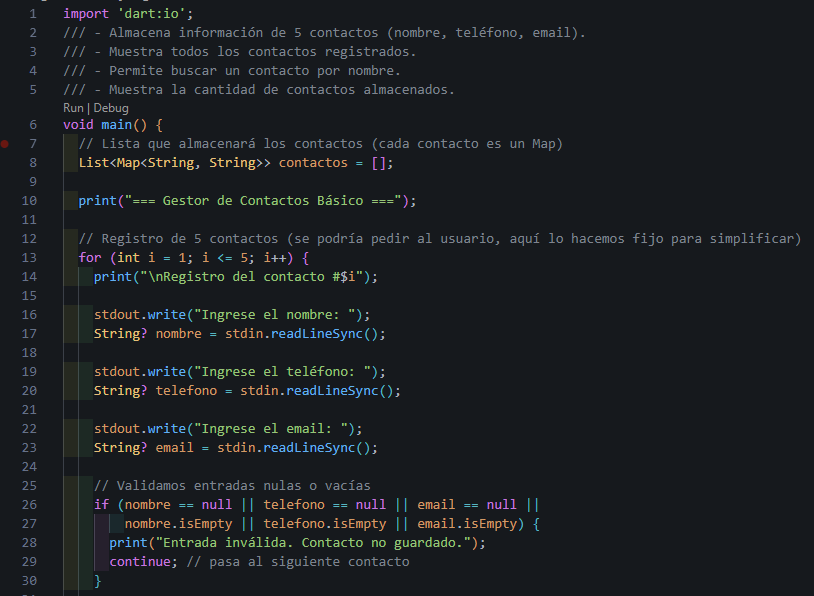 1 import 'dart:io';
2 /// - Almacena información de 5 contactos (nombre, teléfono, email).
3 /// - Muestra todos los contactos registrados.
4 /// - Permite buscar un contacto por nombre.
5 /// - Muestra la cantidad de contactos almacenados.
Run | Debug
6 void main() {
7 // Lista que almacenará los contactos (cada contacto es un Map)
8 List<Map<String, String>> contactos = [];
9
10 print("=== Gestor de Contactos Básico ===");
11
12 // Registro de 5 contactos (se podría pedir al usuario, aquí lo hacemos fijo para simplificar)
13 for (int i = 1; i <= 5; i++) {
14 print("\nRegistro del contacto #$i");
15
16 stdout.write("Ingrese el nombre: ");
17 String? nombre = stdin.readLineSync();
18
19 stdout.write("Ingrese el teléfono: ");
20 String? telefono = stdin.readLineSync();
21
22 stdout.write("Ingrese el email: ");
23 String? email = stdin.readLineSync();
24
25 // Validamos entradas nulas o vacías
26 if (nombre == null || telefono == null || email == null ||
27 nombre.isEmpty || telefono.isEmpty || email.isEmpty) {
28 print("Entrada inválida. Contacto no guardado.");
29 continue; // pasa al siguiente contacto
30 }